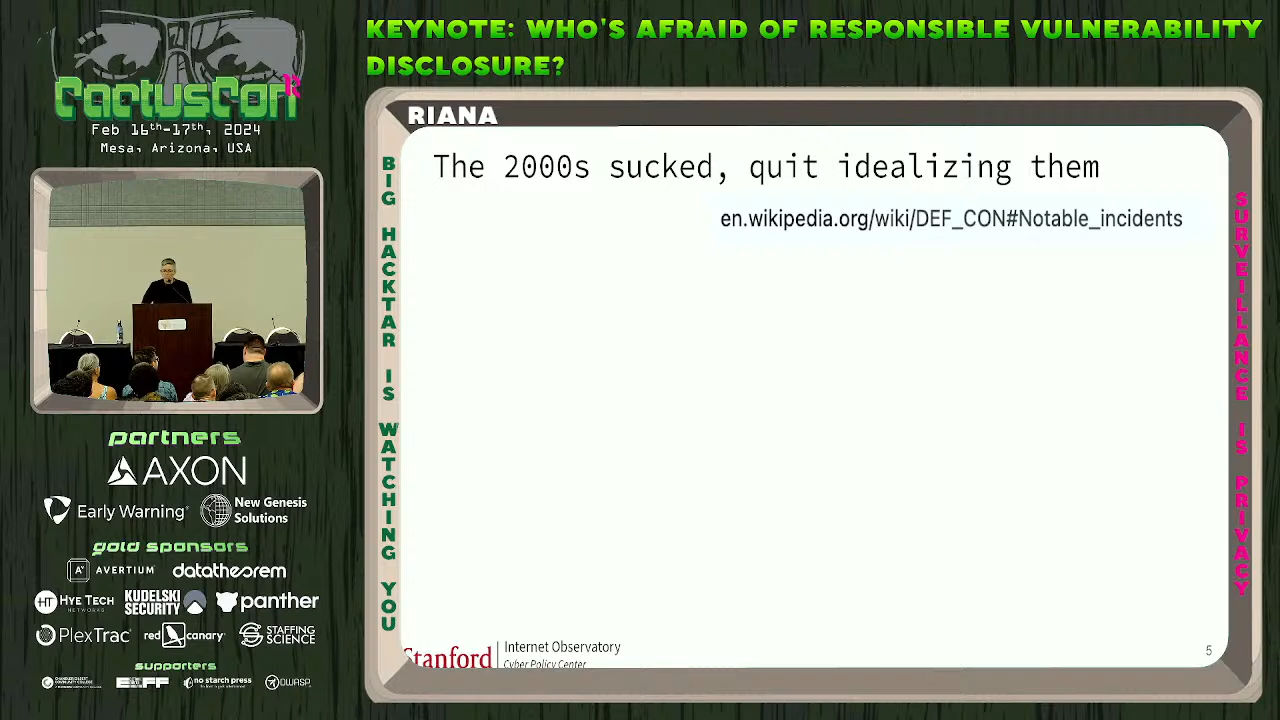 KEYNOTE: WHO'S AFRAID OF RESPONSIBLE VULNERABILITY
DISCLOSURE?
CactusCon
Feb 16th-17th, 2024
Mesa, Arizona, USA
RIANA
The 2000s sucked, quit idealizing them
en.wikipedia.org/wiki/DEF_CON#Notable_incidents
BIG HACKTAR IS WATCHING YOU
SURVEILLANCE IS PRIVACY
Stanford
Internet Observatory
Cyber Policy Center
5
partners
AXON
Early Warning
New Genesis
Solutions
gold sponsors
AVERTIUM
datatheorem
HT HYE TECH
NETWORKS
KUDELSKI
SECURITY
panther
PlexTrac
red canary
STAFFING
SCIENCE
supporters
EFF
no starch press
OWASP